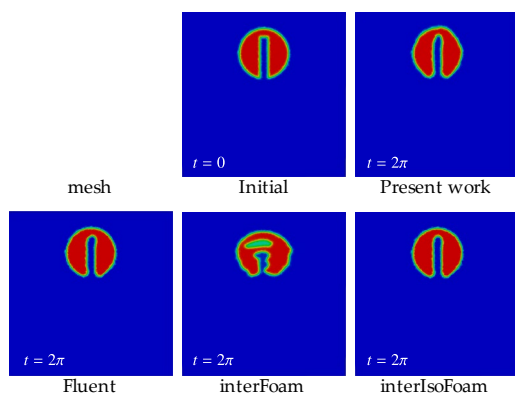 t = 0
t = 2π
mesh
Initial
Present work
t = 2π
t = 2π
t = 2π
Fluent
interFoam
interIsoFoam